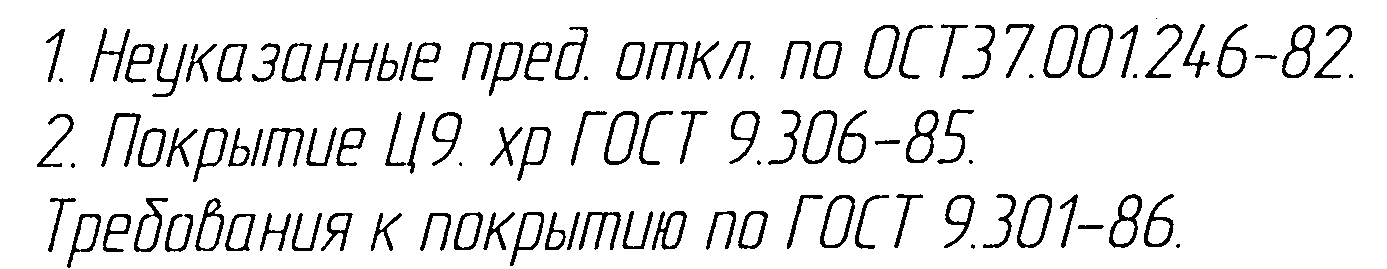 1. Неуказанные пред. откл. по ОСТ37.001.246-82.
2. Покрытие Ц9. хр ГОСТ 9.306-85.
Требования к покрытию по ГОСТ 9.301-86.